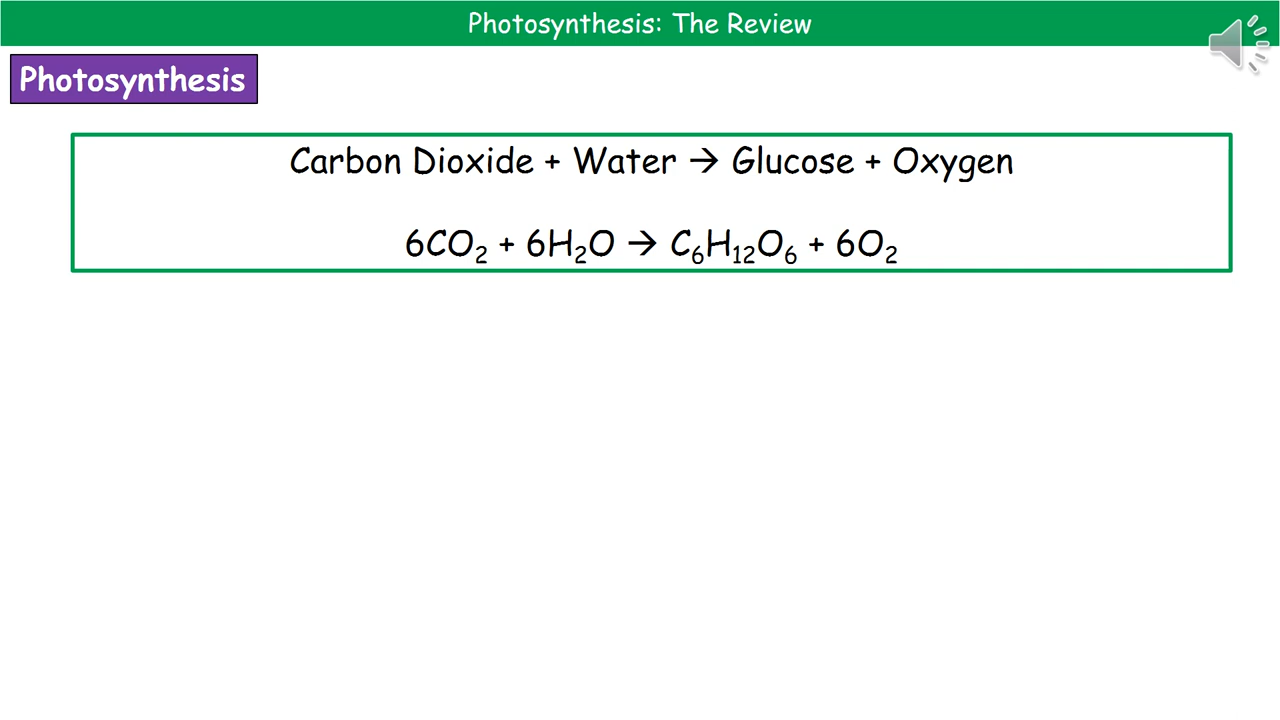 Photosynthesis: The Review
Photosynthesis
Carbon Dioxide + Water → Glucose + Oxygen
6CO₂ + 6H₂O → C₆H₁₂O₆ + 6O₂